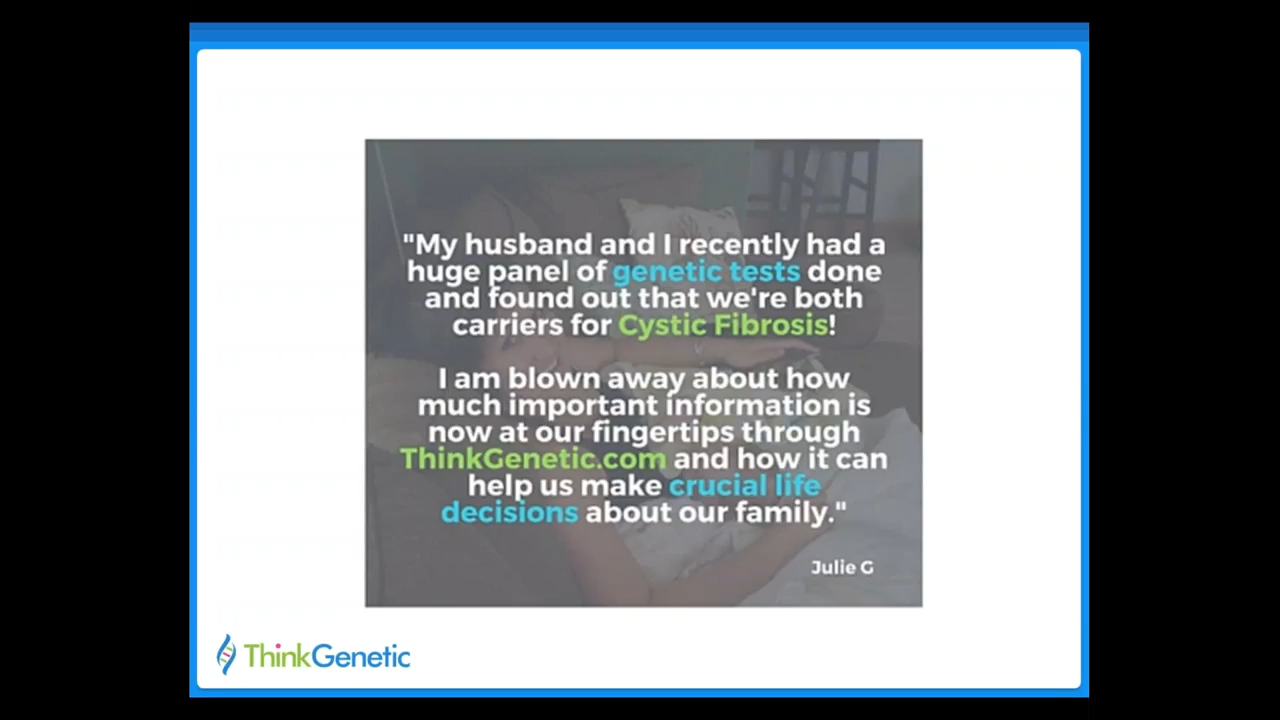 "My husband and I recently had a
huge panel of genetic tests done
and found out that we're both
carriers for Cystic Fibrosis!
I am blown away about how
much important information is
now at our fingertips through
ThinkGenetic.com and how it can
help us make crucial life
decisions about our family."
Julie G
ThinkGenetic